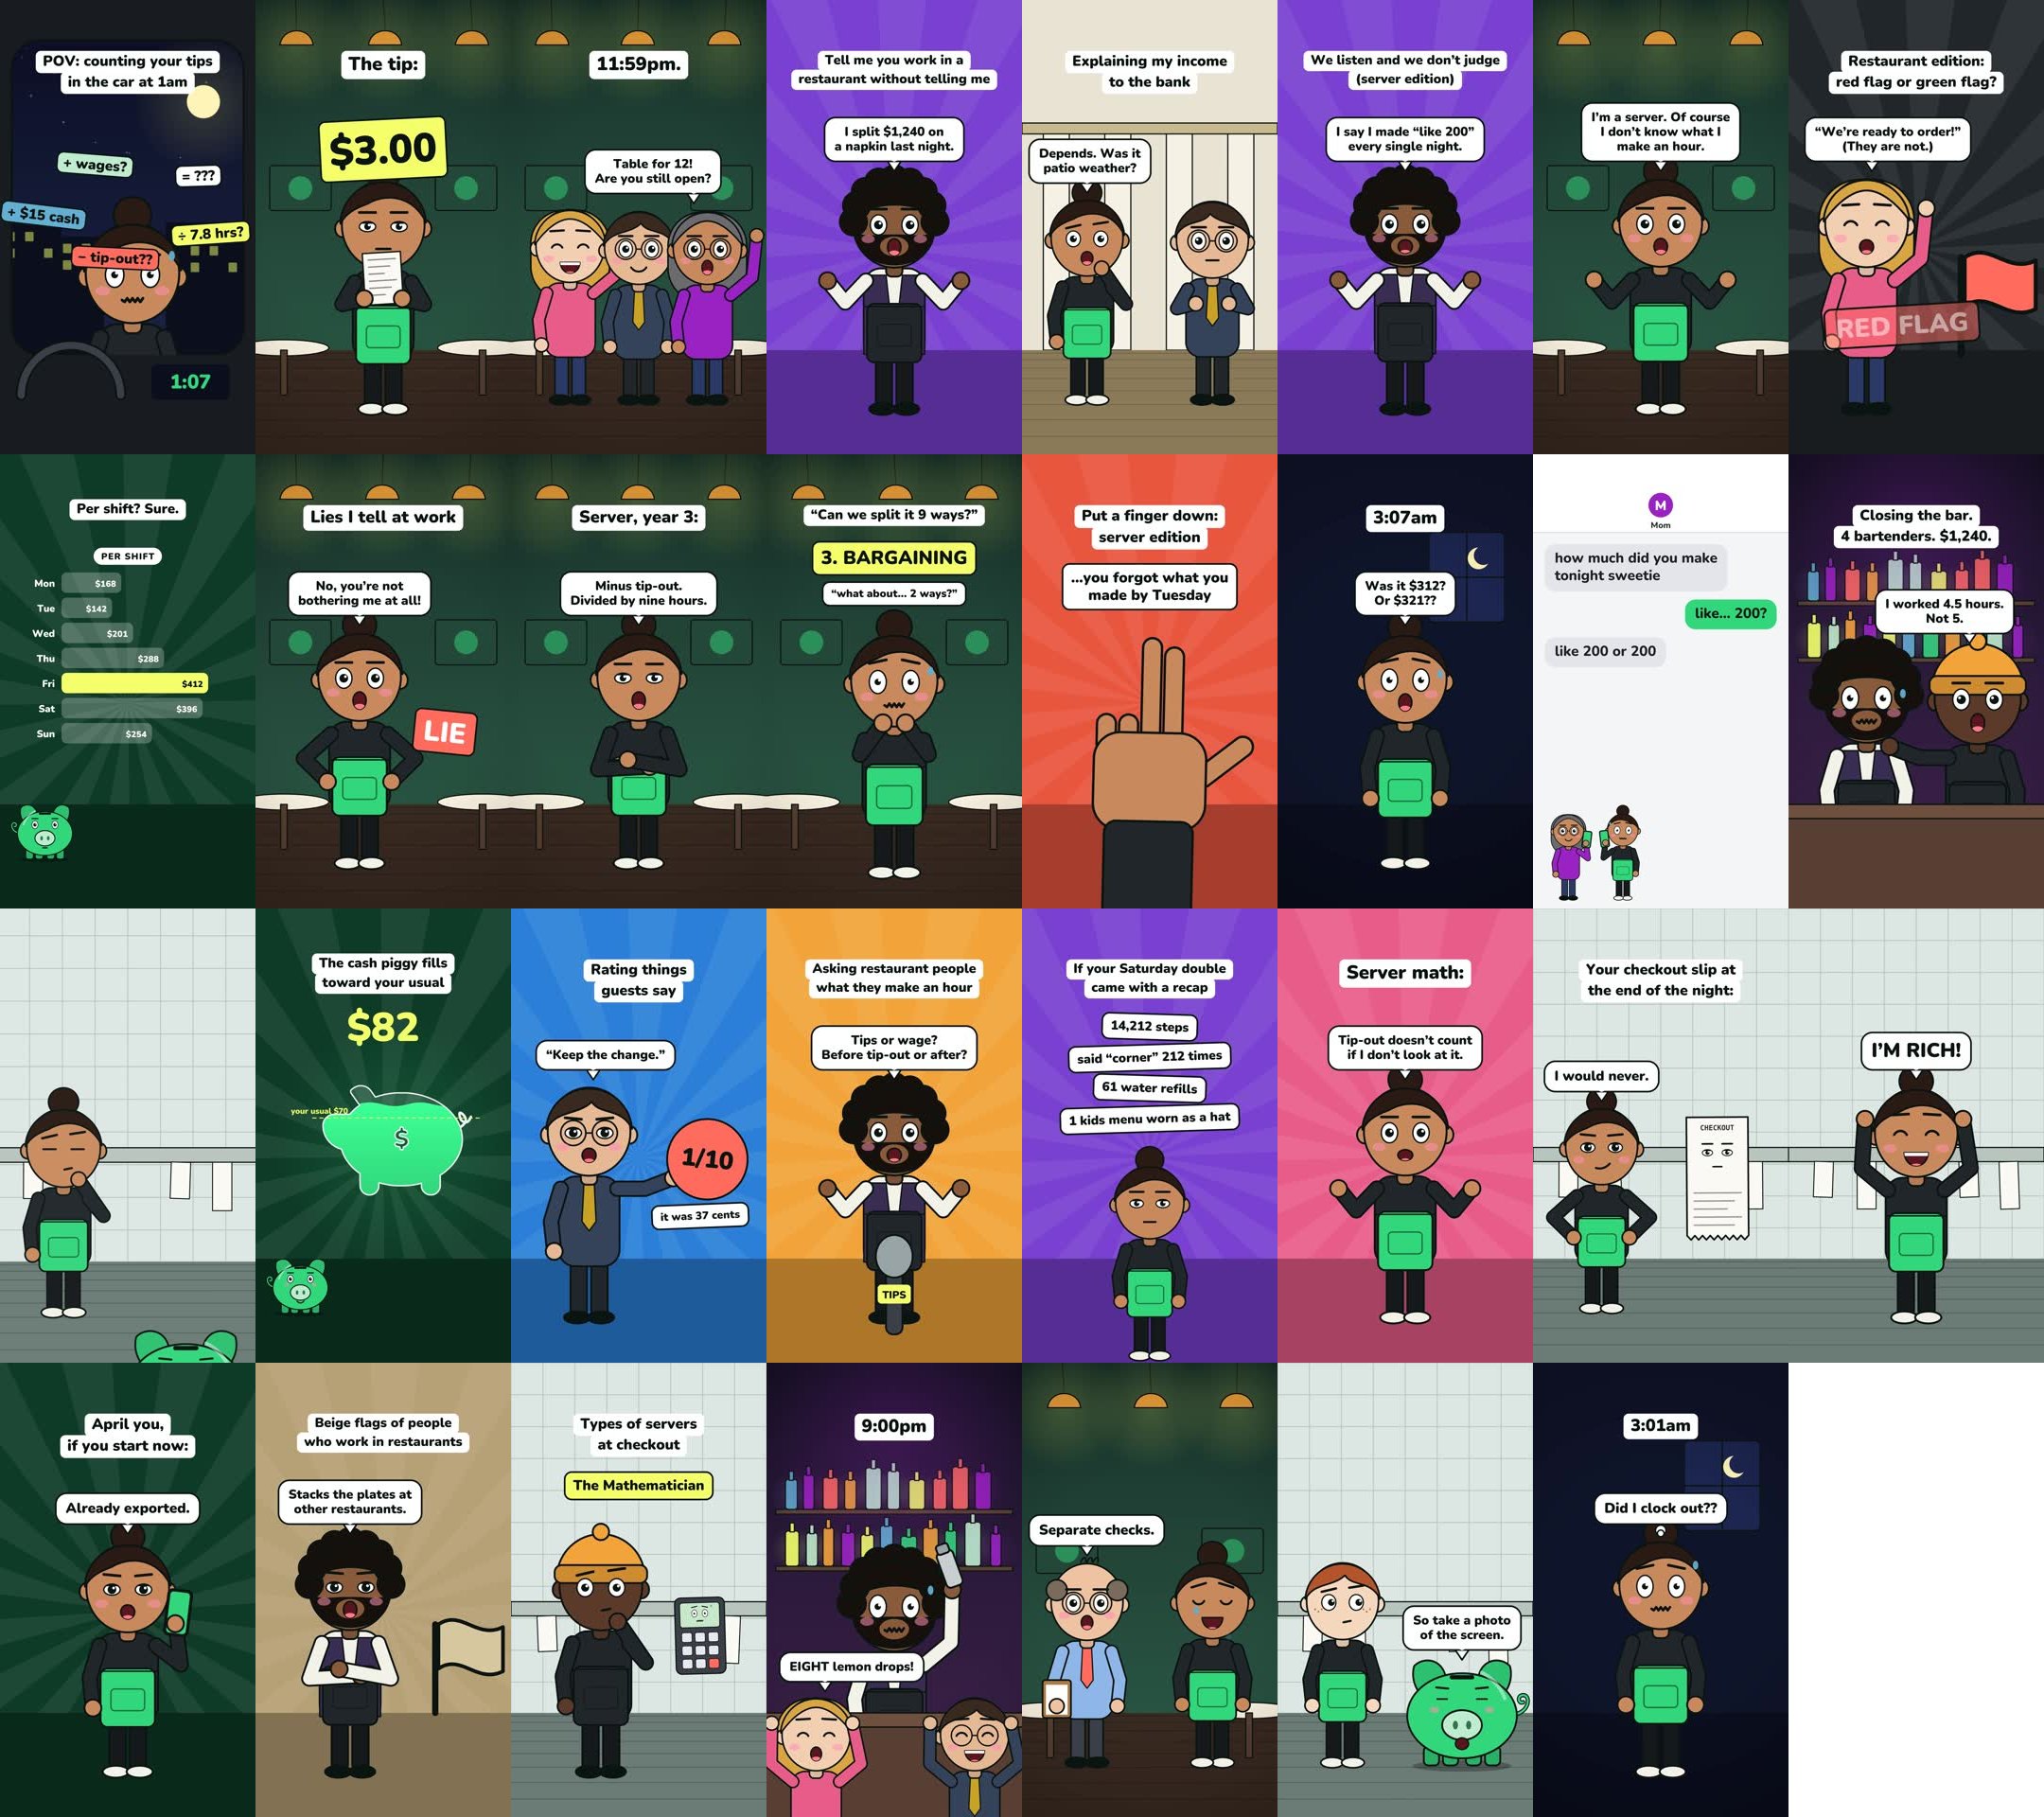 POV: counting your tips
in the car at 1am
+ wages?
= ???
+ $15 cash
÷ 7.8 hrs?
− tip-out??
1:07
The tip:
$3.00
11:59pm.
Table for 12!
Are you still open?
Tell me you work in a
restaurant without telling me
I split $1,240 on
a napkin last night.
Explaining my income
to the bank
Depends. Was it
patio weather?
We listen and we don't judge
(server edition)
I say I made “like 200”
every single night.
I'm a server. Of course
I don't know what I
make an hour.
Restaurant edition:
red flag or green flag?
“We're ready to order!”
(They are not.)
RED FLAG
Per shift? Sure.
PER SHIFT
Mon $168
Tue $142
Wed $201
Thu $288
Fri $412
Sat $396
Sun $254
Lies I tell at work
No, you're not
bothering me at all!
LIE
Server, year 3:
Minus tip-out.
Divided by nine hours.
“Can we split it 9 ways?”
3. BARGAINING
“what about... 2 ways?”
Put a finger down:
server edition
...you forgot what you
made by Tuesday
3:07am
Was it $312?
Or $321??
M
Mom
how much did you make
tonight sweetie
like... 200?
like 200 or 200
Closing the bar.
4 bartenders. $1,240.
I worked 4.5 hours.
Not 5.
The cash piggy fills
toward your usual
$82
your usual $70
$
Rating things
guests say
“Keep the change.”
1/10
it was 37 cents
Asking restaurant people
what they make an hour
Tips or wage?
Before tip-out or after?
TIPS
If your Saturday double
came with a recap
14,212 steps
said “corner” 212 times
61 water refills
1 kids menu worn as a hat
Server math:
Tip-out doesn't count
if I don't look at it.
Your checkout slip at
the end of the night:
I would never.
CHECKOUT
I'M RICH!
April you,
if you start now:
Already exported.
Beige flags of people
who work in restaurants
Stacks the plates at
other restaurants.
Types of servers
at checkout
The Mathematician
9:00pm
EIGHT lemon drops!
Separate checks.
So take a photo
of the screen.
3:01am
Did I clock out??